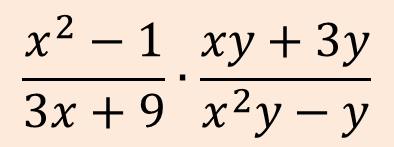 x² − 1 / 3x + 9 · xy + 3y / x²y − y